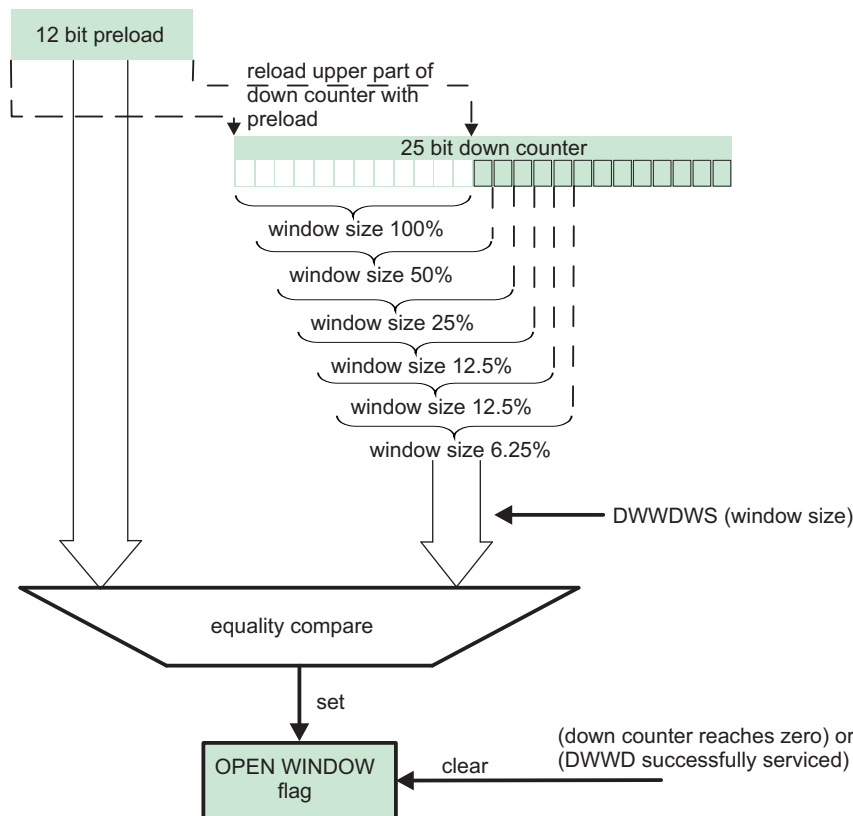 12 bit preload
reload upper part of
down counter with
preload
25 bit down counter
window size 100%
window size 50%
window size 25%
window size 12.5%
window size 12.5%
window size 6.25%
DWWDWS (window size)
equality compare
set
(down counter reaches zero) or
(DWWD successfully serviced)
clear
OPEN WINDOW
flag